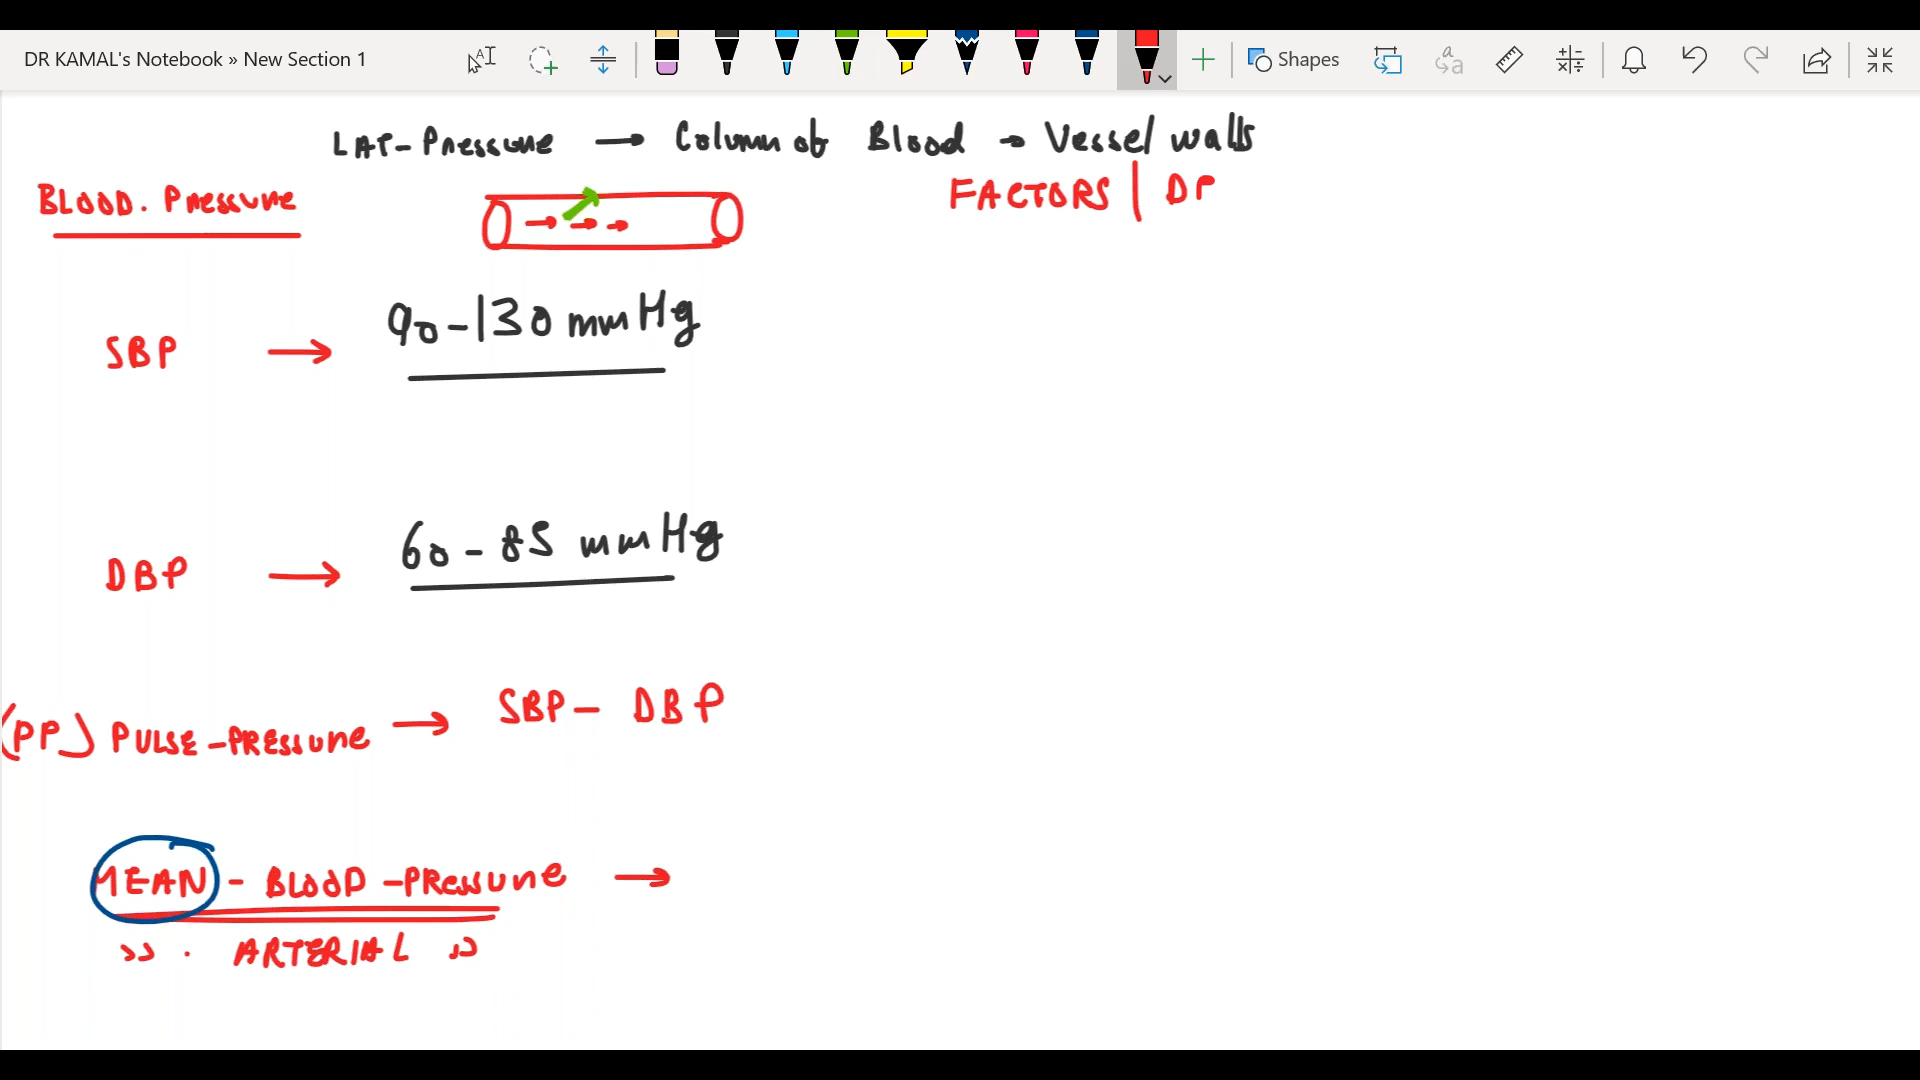 DR KAMAL's Notebook » New Section 1
Shapes
LAT-Pressure → Column of Blood → Vessel walls
BLOOD. Pressure
FACTORS | DP
SBP → 90-130 mmHg
DBP → 60-85 mmHg
(PP) PULSE-PRESSURE → SBP - DBP
MEAN - BLOOD-PRESSURE →
ARTERIAL